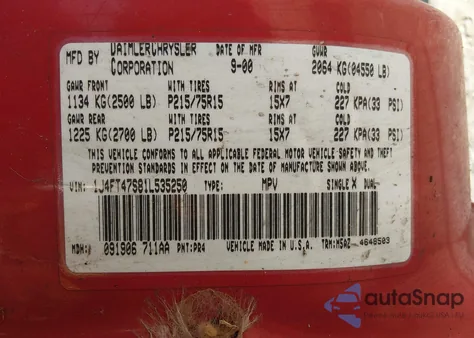 MFD BY DAIMLERCHRYSLER CORPORATION DATE OF MFR 9-00 GVWR 2064 KG(04550 LB)
GAWR FRONT WITH TIRES RIMS AT COLD
1134 KG(2500 LB) P215/75R15 15X7 227 KPA(33 PSI)
GAWR REAR WITH TIRES RIMS AT COLD
1225 KG(2700 LB) P215/75R15 15X7 227 KPA(33 PSI)
THIS VEHICLE CONFORMS TO ALL APPLICABLE FEDERAL MOTOR VEHICLE SAFETY AND THEFT
PREVENTION STANDARDS IN EFFECT ON THE DATE OF MANUFACTURE SHOWN ABOVE.
VIN: 1J4FT47SB1L535250 TYPE: MPV SINGLE X DUAL
MDH: 091906 711AA PNT:PR4 VEHICLE MADE IN U.S.A. TRM:M5AZ 4646503
autoSnap